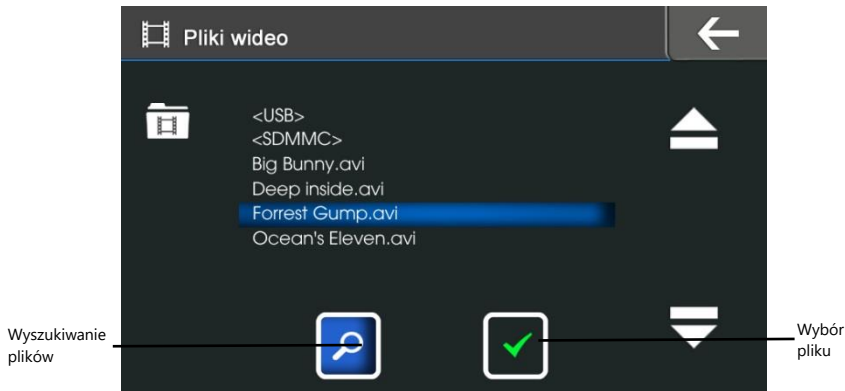 Pliki wideo
<USB>
<SDMMC>
Big Bunny.avi
Deep inside.avi
Forrest Gump.avi
Ocean's Eleven.avi
Wyszukiwanie
plików
Wybór
pliku